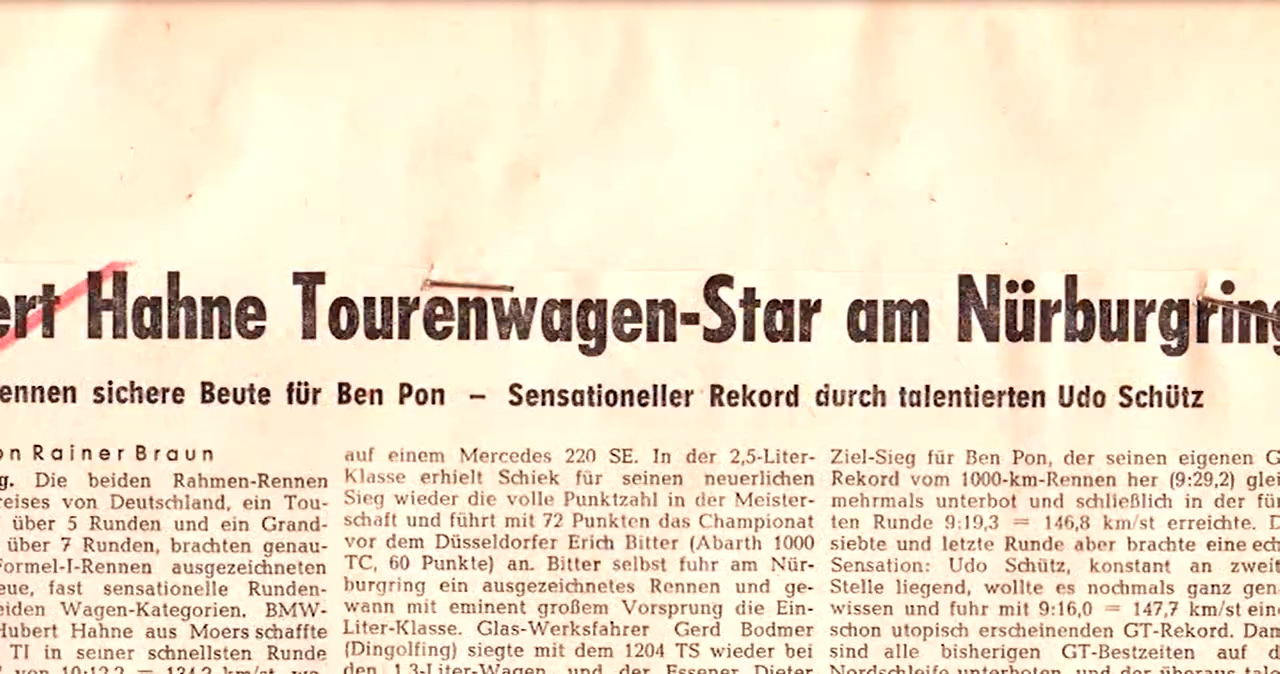 ert Hahne Tourenwagen-Star am Nürburgring
ennen sichere Beute für Ben Pon – Sensationeller Rekord durch talentierten Udo Schütz
on Rainer Braun
g. Die beiden Rahmen-Rennen
reises von Deutschland, ein Tou-
über 5 Runden und ein Grand-
über 7 Runden, brachten genau-
Formel-I-Rennen ausgezeichneten
eue, fast sensationelle Runden-
eiden Wagen-Kategorien. BMW-
Hubert Hahne aus Moers schaffte
TI in seiner schnellsten Runde
von 10:12,2 = 134,2 km/st, wo-
auf einem Mercedes 220 SE. In der 2,5-Liter-
Klasse erhielt Schiek für seinen neuerlichen
Sieg wieder die volle Punktzahl in der Meister-
schaft und führt mit 72 Punkten das Championat
vor dem Düsseldorfer Erich Bitter (Abarth 1000
TC, 60 Punkte) an. Bitter selbst fuhr am Nür-
burgring ein ausgezeichnetes Rennen und ge-
wann mit eminent großem Vorsprung die Ein-
Liter-Klasse. Glas-Werksfahrer Gerd Bodmer
(Dingolfing) siegte mit dem 1204 TS wieder bei
den 1,3-Liter-Wagen, und der Essener Dieter
Ziel-Sieg für Ben Pon, der seinen eigenen G
Rekord vom 1000-km-Rennen her (9:29,2) glei
mehrmals unterbot und schließlich in der fün
ten Runde 9:19,3 = 146,8 km/st erreichte. D
siebte und letzte Runde aber brachte eine ech
Sensation: Udo Schütz, konstant an zweit
Stelle liegend, wollte es nochmals ganz gen
wissen und fuhr mit 9:16,0 = 147,7 km/st ein
schon utopisch erscheinenden GT-Rekord. Dam
sind alle bisherigen GT-Bestzeiten auf d
Nordschleife unterboten, und der überaus tale